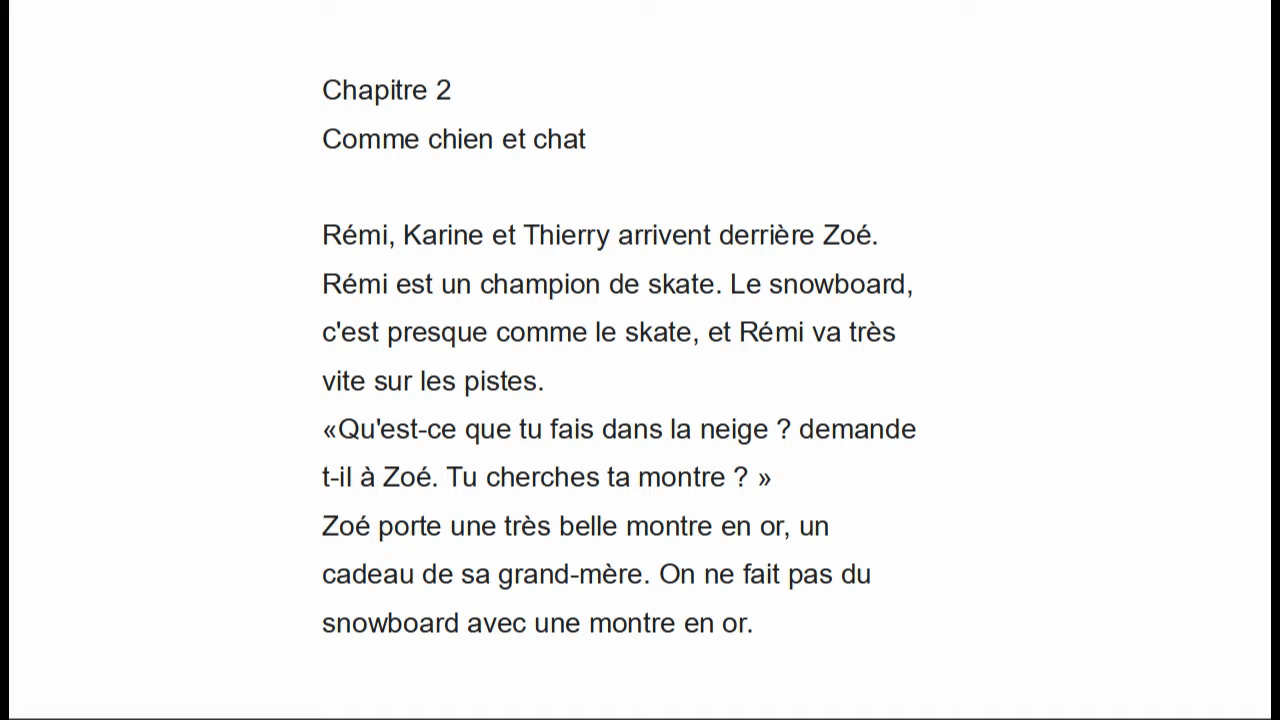 Chapitre 2
Comme chien et chat
Rémi, Karine et Thierry arrivent derrière Zoé.
Rémi est un champion de skate. Le snowboard,
c'est presque comme le skate, et Rémi va très
vite sur les pistes.
«Qu'est-ce que tu fais dans la neige ? demande
t-il à Zoé. Tu cherches ta montre ? »
Zoé porte une très belle montre en or, un
cadeau de sa grand-mère. On ne fait pas du
snowboard avec une montre en or.